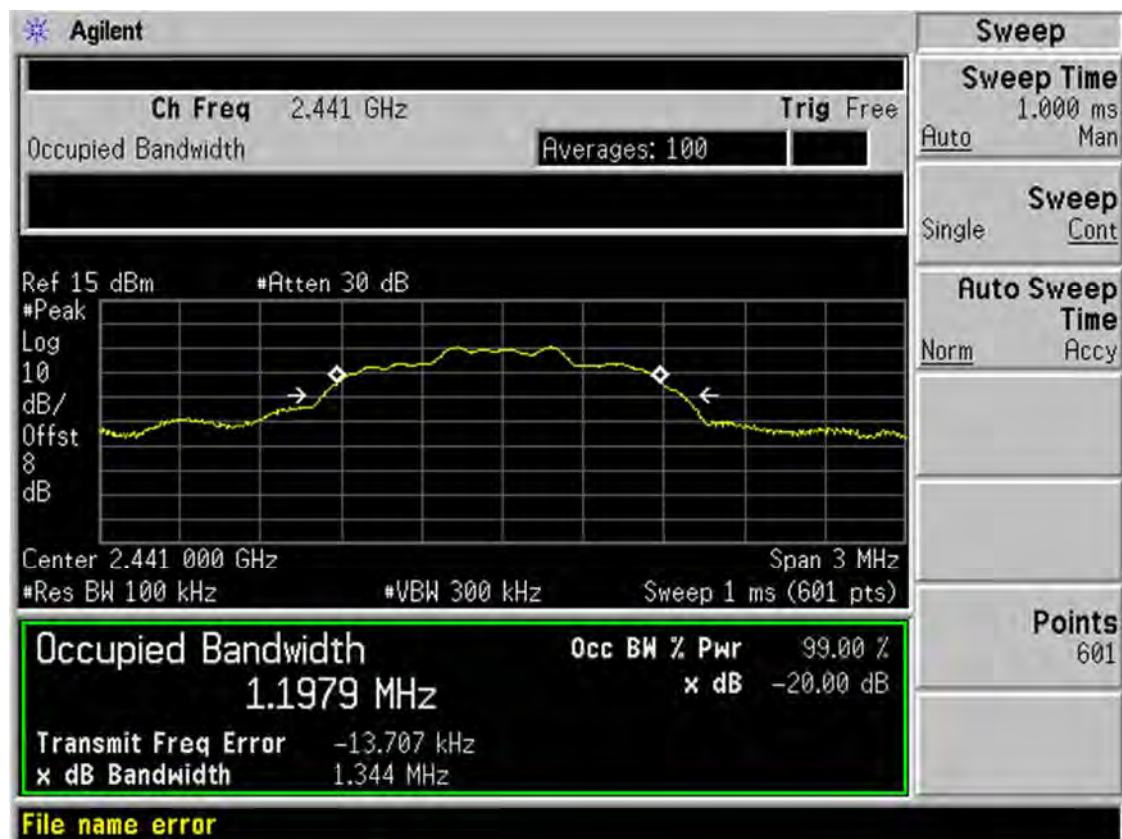 Agilent
Ch Freq 2.441 GHz Trig Free
Occupied Bandwidth Averages: 100
Ref 15 dBm #Atten 30 dB
#Peak
Log
10
dB/
Offst
8
dB
Center 2.441 000 GHz Span 3 MHz
#Res BW 100 kHz #VBW 300 kHz Sweep 1 ms (601 pts)
Occupied Bandwidth Occ BW % Pwr 99.00 %
1.1979 MHz x dB -20.00 dB
Transmit Freq Error -13.707 kHz
x dB Bandwidth 1.344 MHz
File name error
Sweep
Sweep Time
1.000 ms
Auto Man
Sweep
Single Cont
Auto Sweep
Time
Norm Accy
Points
601